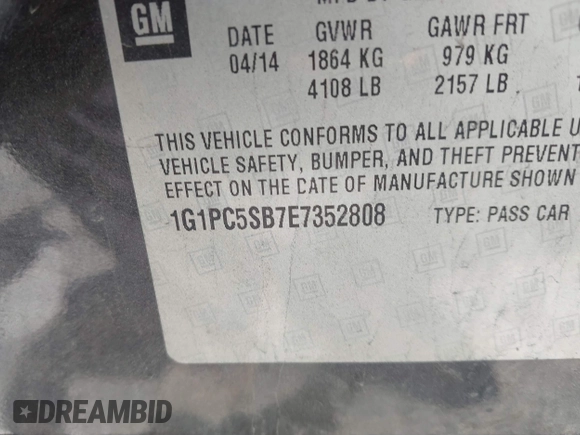 GM
DATE GVWR GAWR FRT
04/14 1864 KG 979 KG
4108 LB 2157 LB
THIS VEHICLE CONFORMS TO ALL APPLICABLE U
VEHICLE SAFETY, BUMPER, AND THEFT PREVENT
EFFECT ON THE DATE OF MANUFACTURE SHOWN
1G1PC5SB7E7352808 TYPE: PASS CAR
DREAMBID